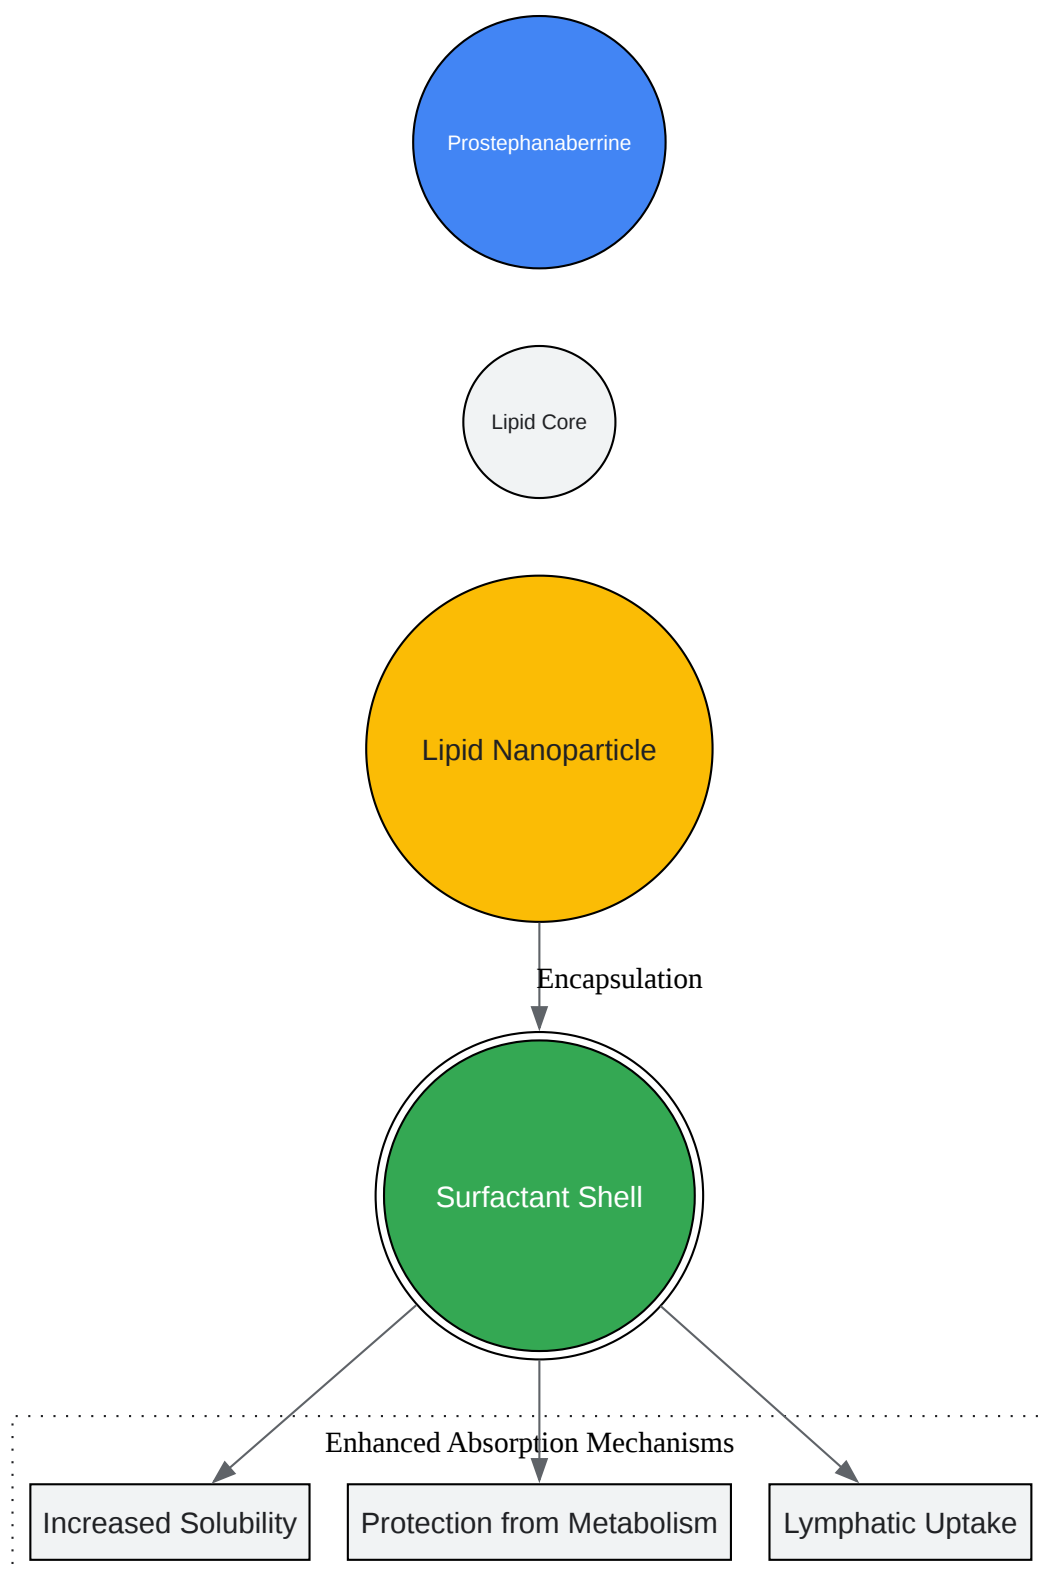 Prostephanaberrine
Lipid Core
Lipid Nanoparticle
Encapsulation
Surfactant Shell
Enhanced Absorption Mechanisms
Increased Solubility
Protection from Metabolism
Lymphatic Uptake